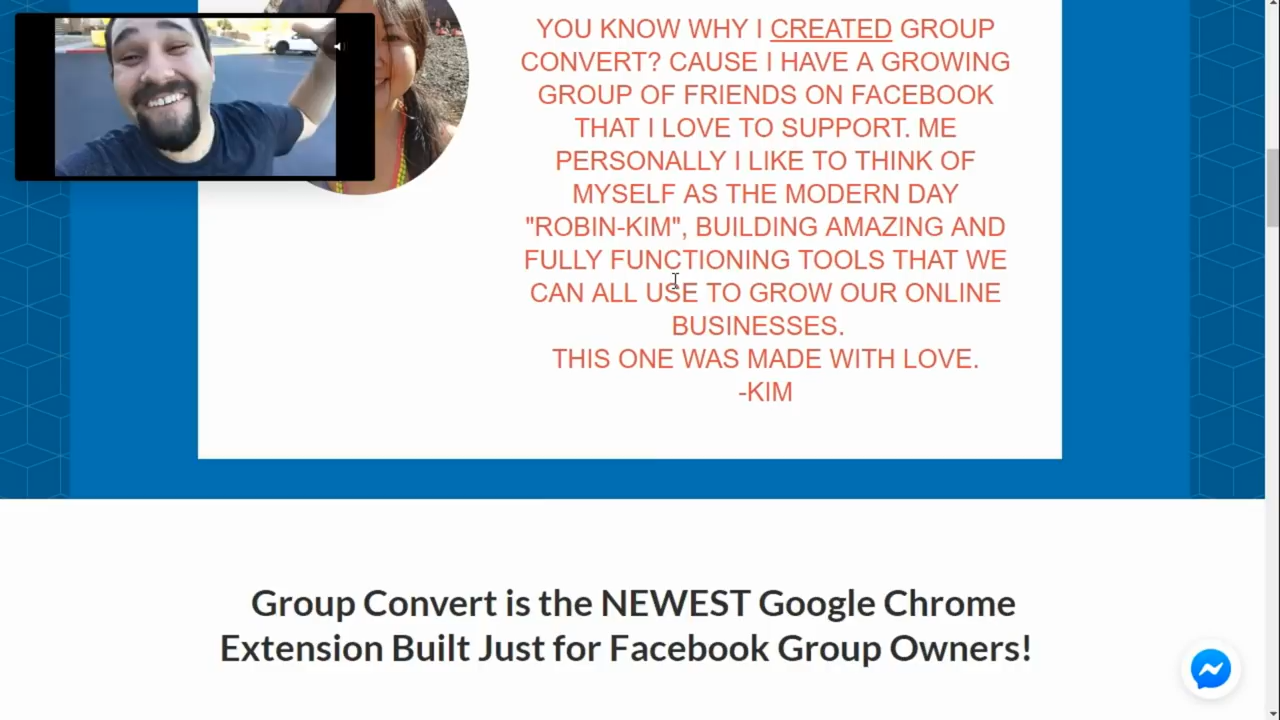 YOU KNOW WHY I CREATED GROUP
CONVERT? CAUSE I HAVE A GROWING
GROUP OF FRIENDS ON FACEBOOK
THAT I LOVE TO SUPPORT. ME
PERSONALLY I LIKE TO THINK OF
MYSELF AS THE MODERN DAY
"ROBIN-KIM", BUILDING AMAZING AND
FULLY FUNCTIONING TOOLS THAT WE
CAN ALL USE TO GROW OUR ONLINE
BUSINESSES.
THIS ONE WAS MADE WITH LOVE.
-KIM
Group Convert is the NEWEST Google Chrome
Extension Built Just for Facebook Group Owners!